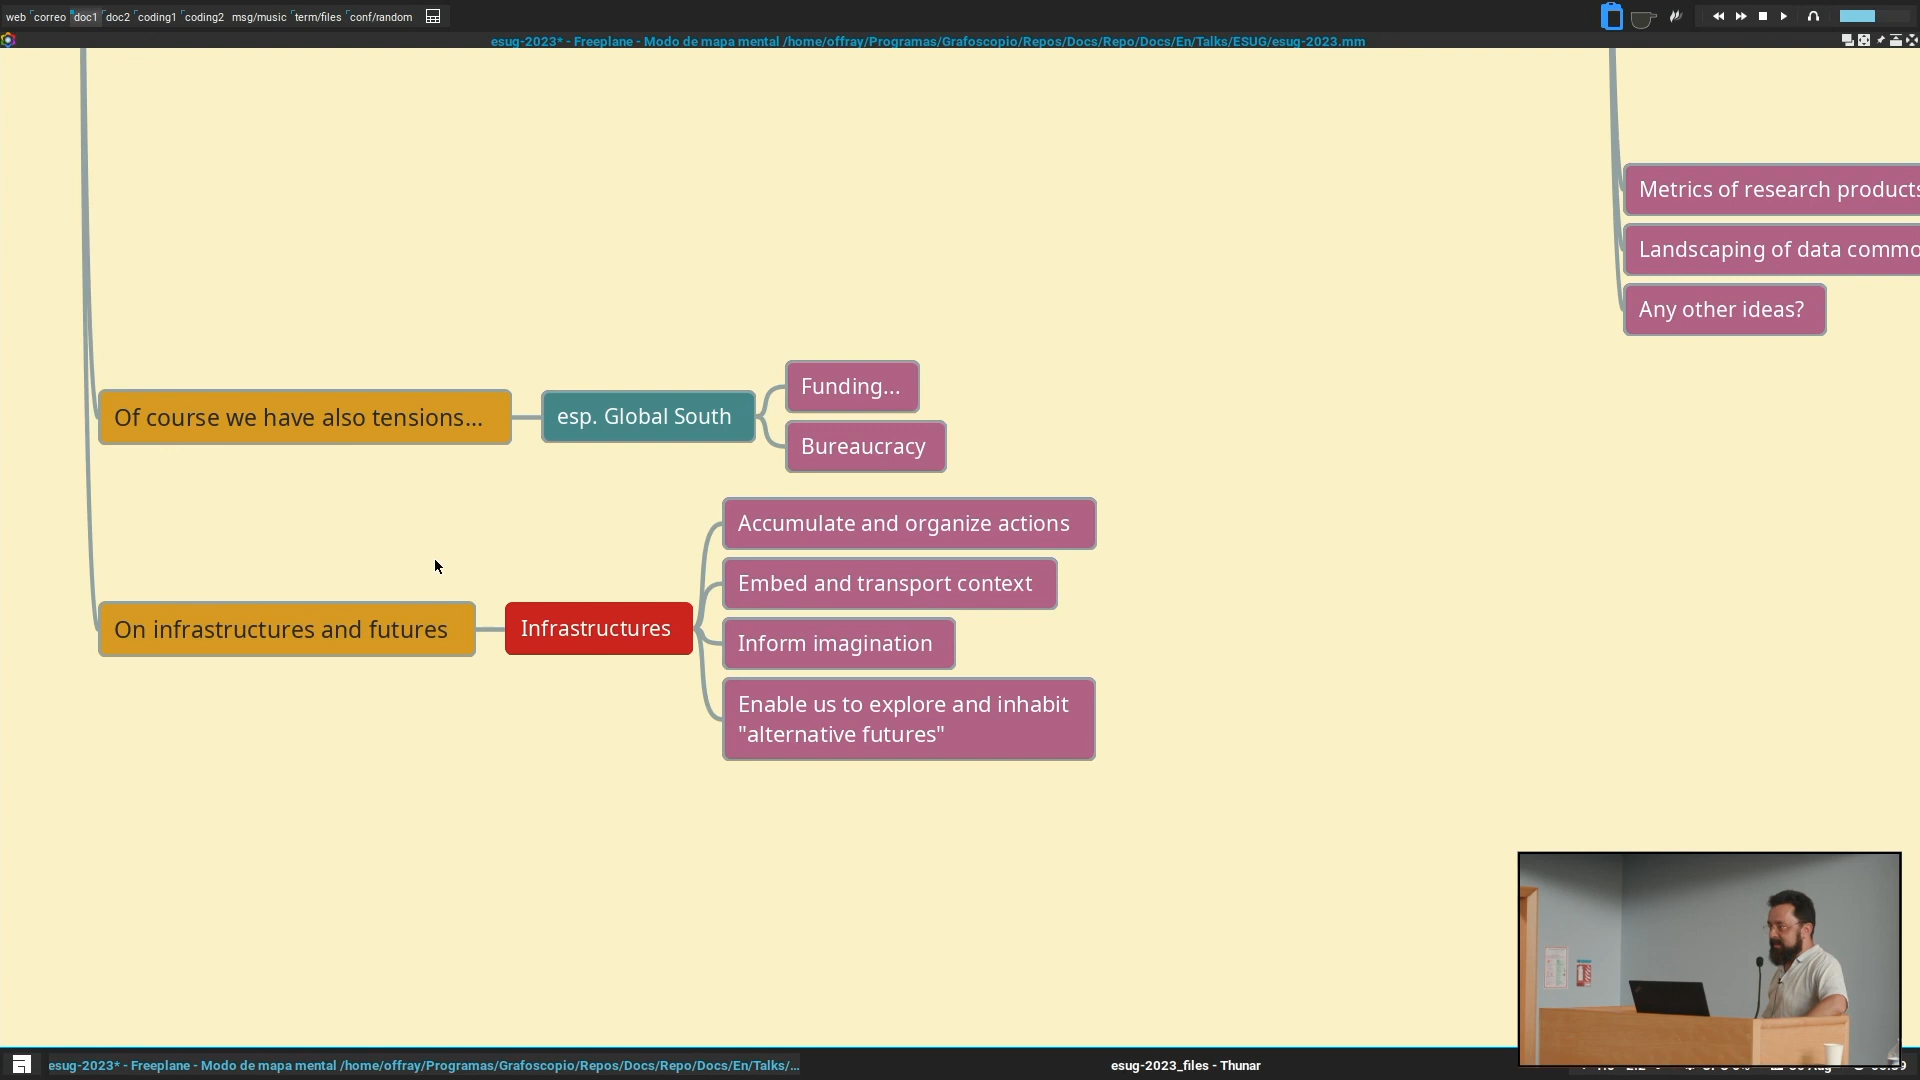 web correo doc1 doc2 coding1 coding2 msg/music term/files conf/random
esug-2023* - Freeplane - Modo de mapa mental /home/offray/Programas/Grafoscopio/Repos/Docs/Repo/Docs/En/Talks/ESUG/esug-2023.mm
Metrics of research products
Landscaping of data commo
Any other ideas?
Of course we have also tensions...
esp. Global South
Funding...
Bureaucracy
On infrastructures and futures
Infrastructures
Accumulate and organize actions
Embed and transport context
Inform imagination
Enable us to explore and inhabit
"alternative futures"
esug-2023* - Freeplane - Modo de mapa mental /home/offray/Programas/Grafoscopio/Repos/Docs/Repo/Docs/En/Talks/...
esug-2023_files - Thunar